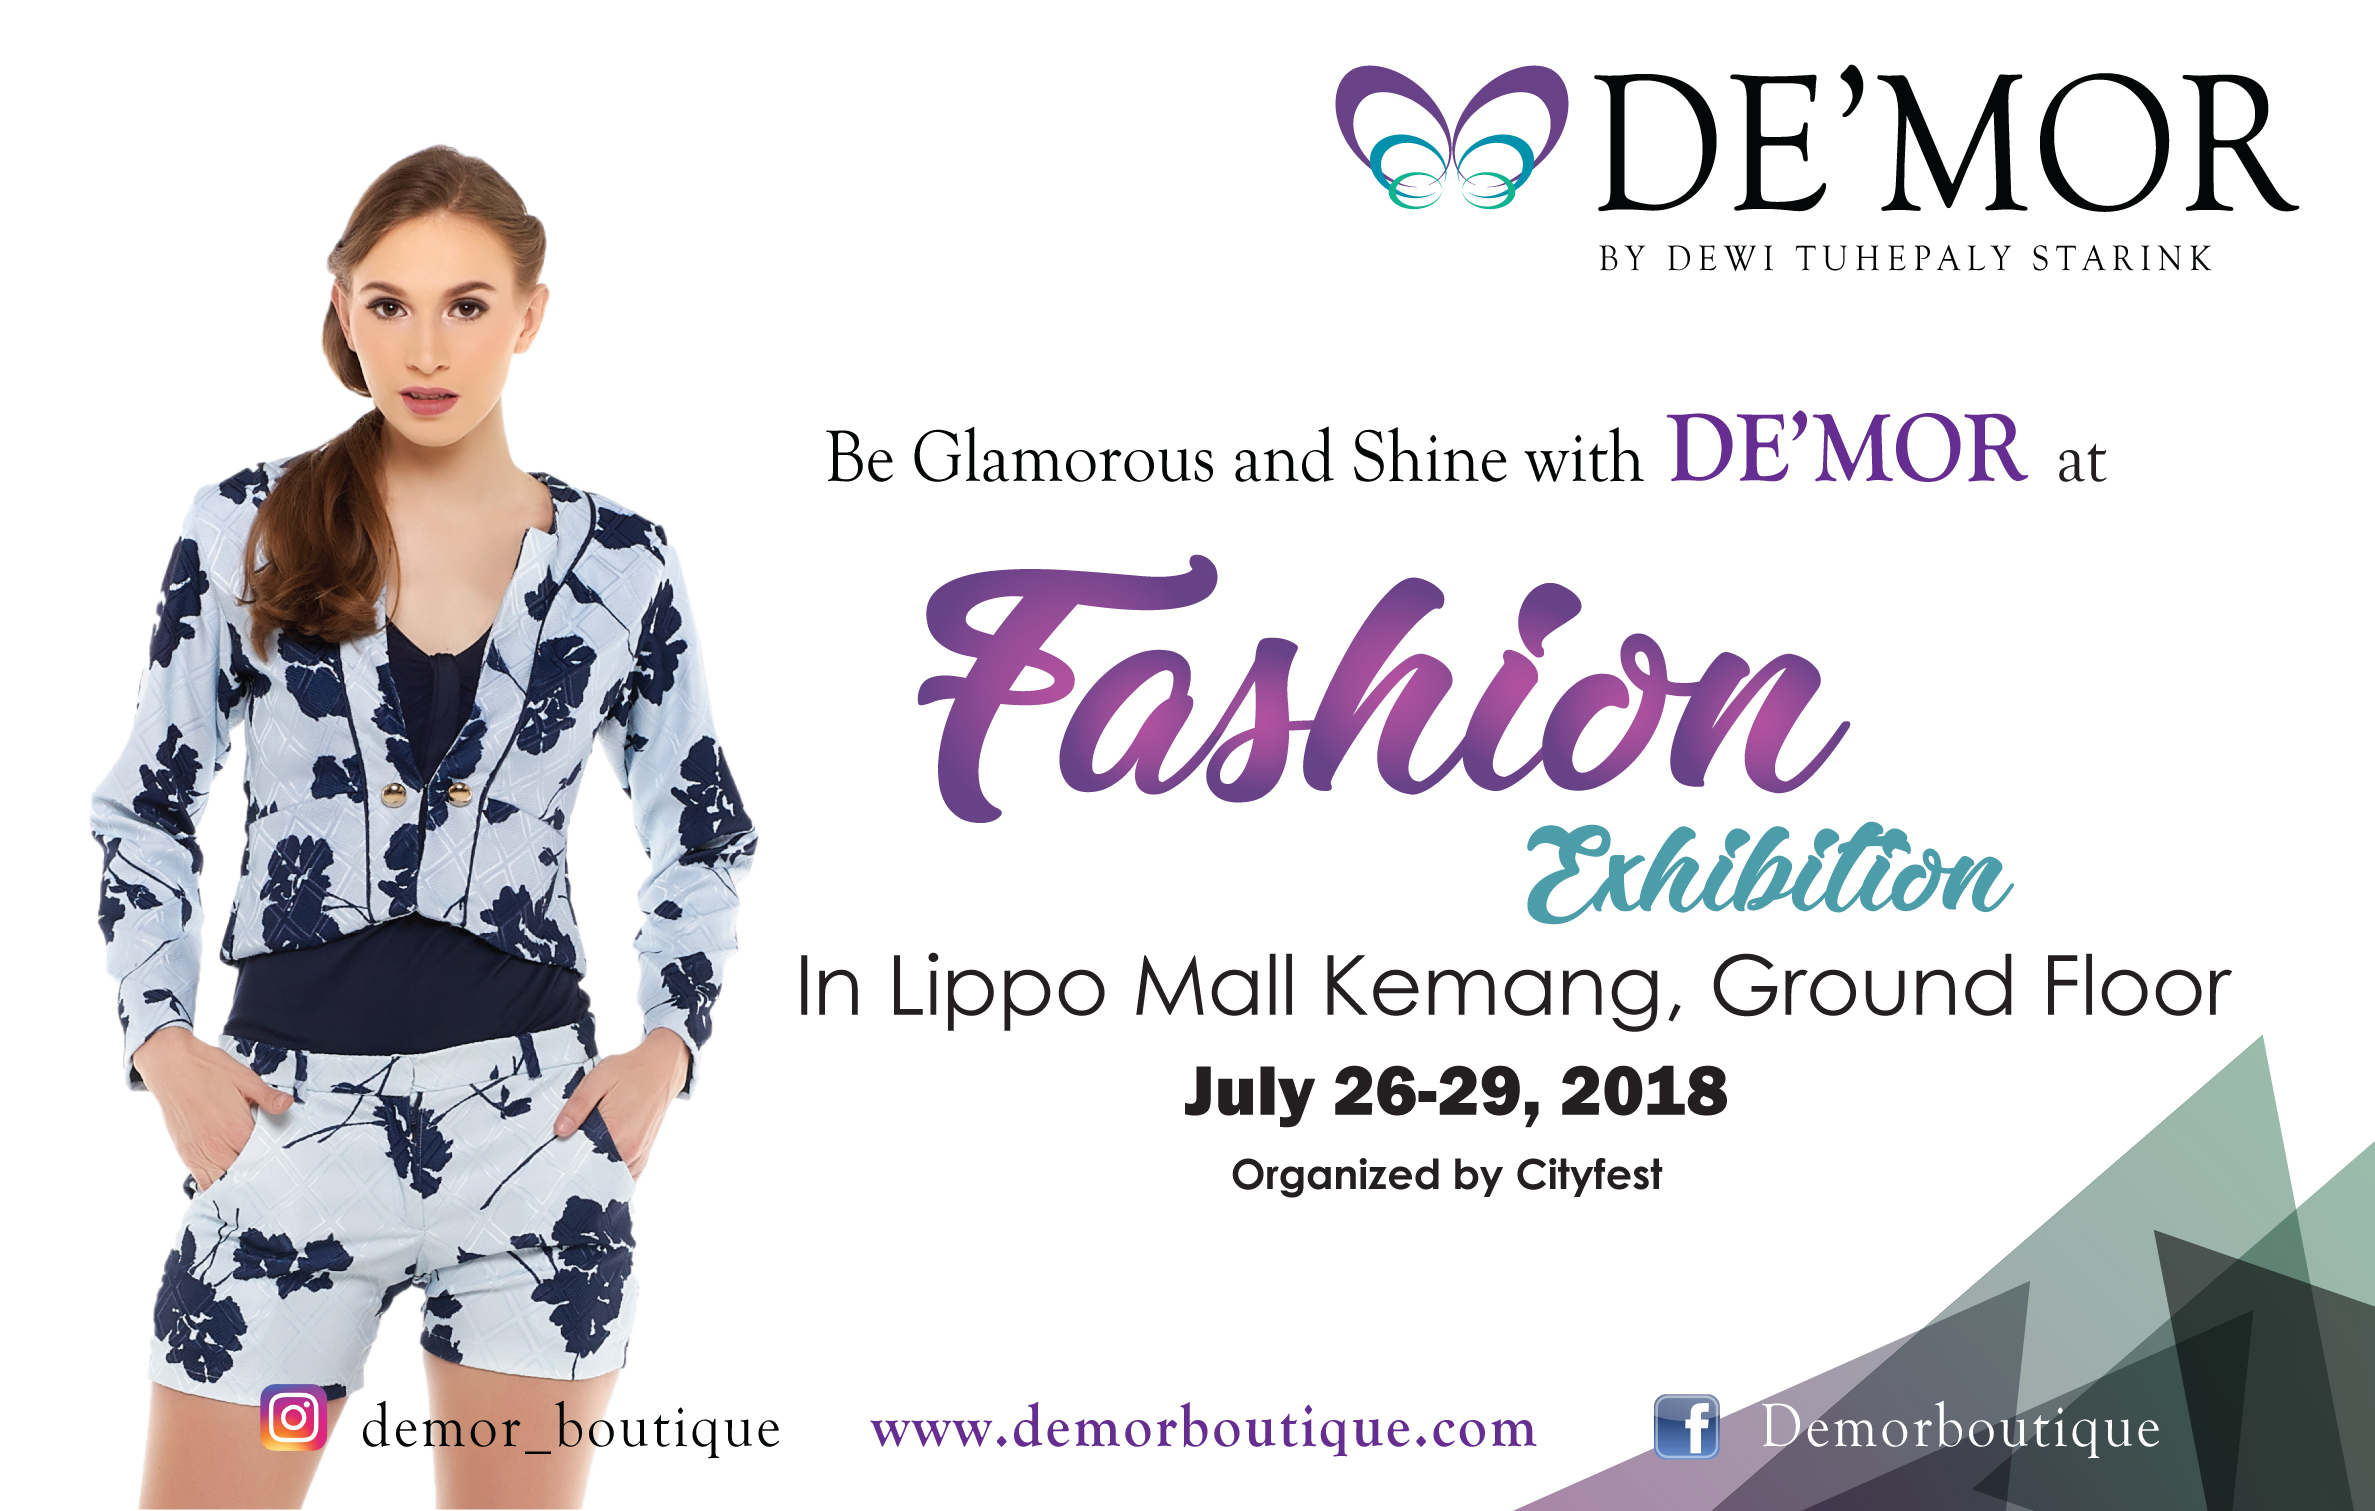 DE’MOR
BY DEWI TUHEPALY STARINK
Be Glamorous and Shine with DE’MOR at
Fashion
Exhibition
In Lippo Mall Kemang, Ground Floor
July 26-29, 2018
Organized by Cityfest
demor_boutique
www.demorboutique.com
Demorboutique